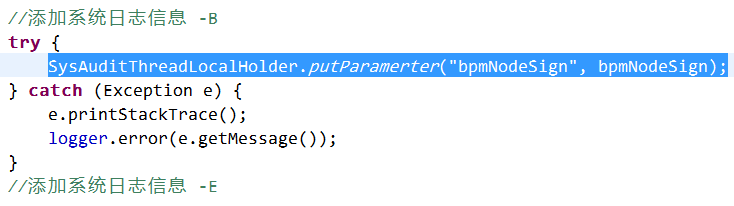 //添加系统日志信息 -B
try {
    SysAuditThreadLocalHolder.putParamerter("bpmNodeSign", bpmNodeSign);
} catch (Exception e) {
    e.printStackTrace();
    logger.error(e.getMessage());
}
//添加系统日志信息 -E